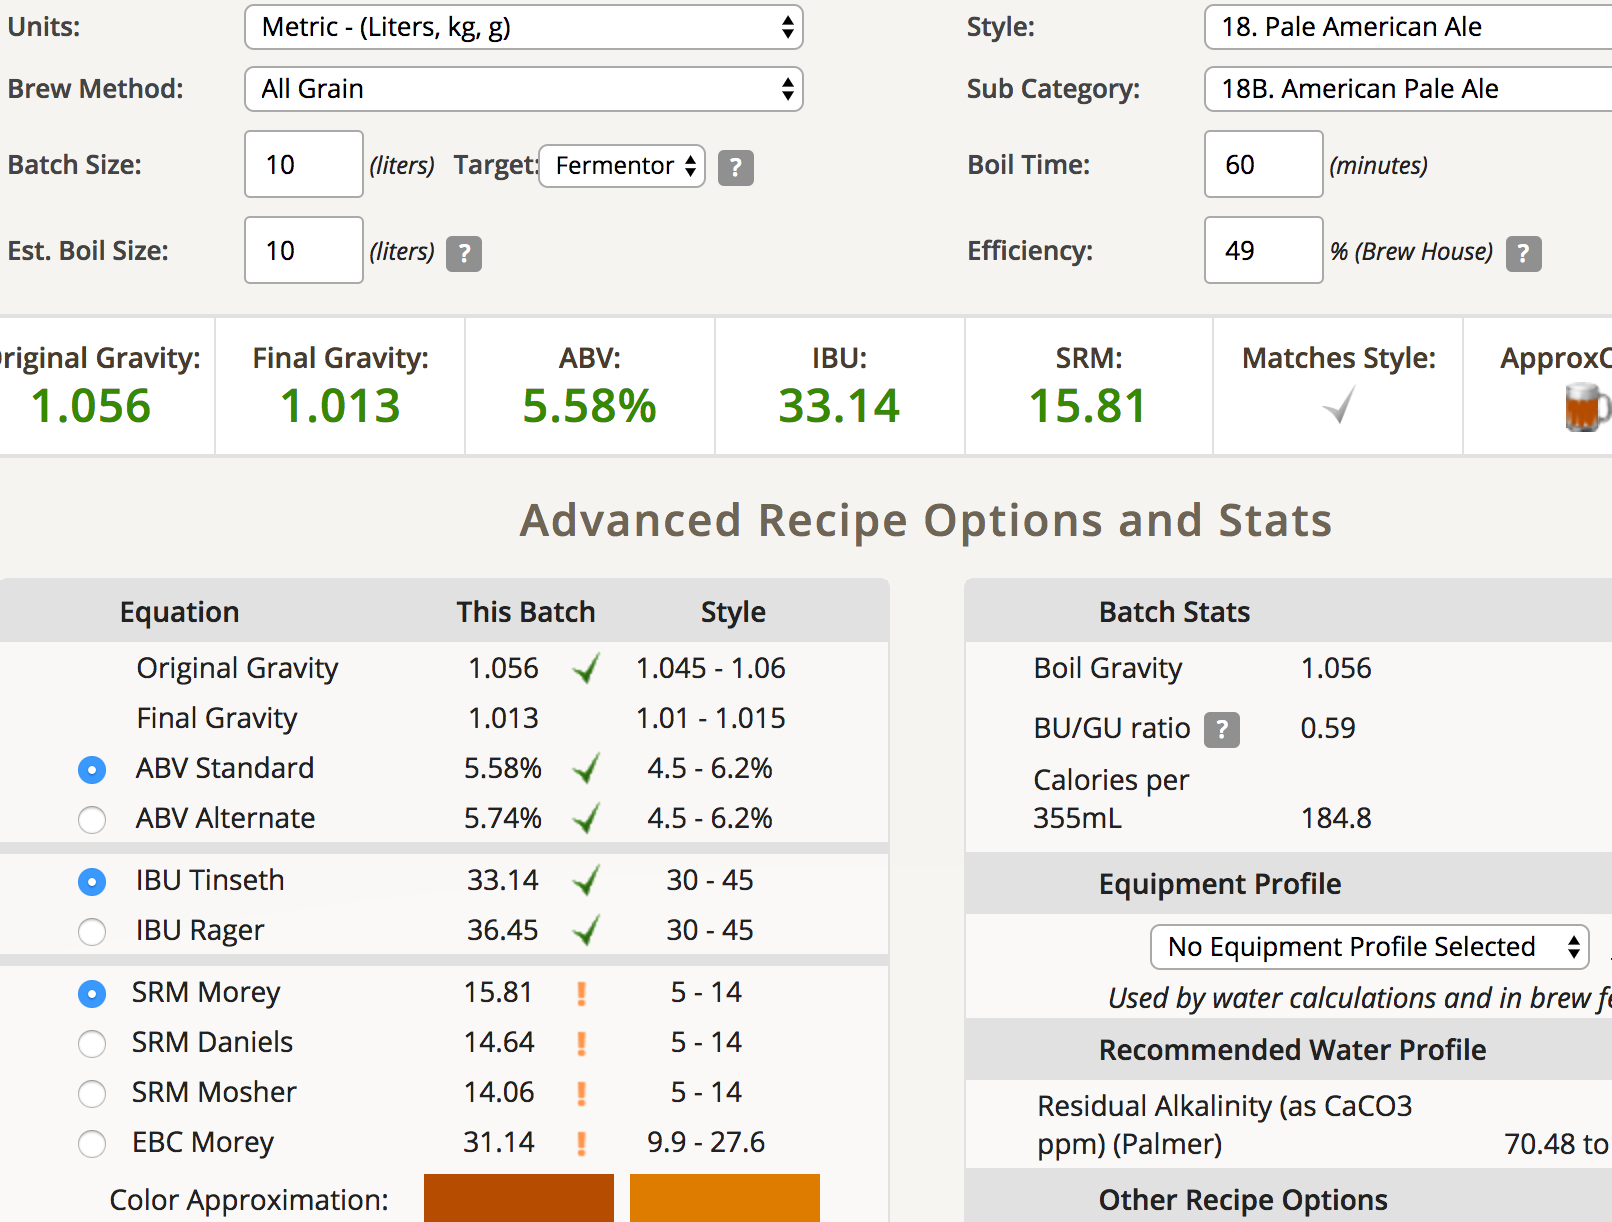 Units: Metric - (Liters, kg, g) Style: 18. Pale American Ale
Brew Method: All Grain Sub Category: 18B. American Pale Ale
Batch Size: 10 (liters) Target: Fermentor ? Boil Time: 60 (minutes)
Est. Boil Size: 10 (liters) ? Efficiency: 49 % (Brew House) ?
riginal Gravity: Final Gravity: ABV: IBU: SRM: Matches Style: ApproxC
1.056 1.013 5.58% 33.14 15.81
Advanced Recipe Options and Stats
Equation This Batch Style
Original Gravity 1.056 1.045 - 1.06
Final Gravity 1.013 1.01 - 1.015
ABV Standard 5.58% 4.5 - 6.2%
ABV Alternate 5.74% 4.5 - 6.2%
IBU Tinseth 33.14 30 - 45
IBU Rager 36.45 30 - 45
SRM Morey 15.81 ! 5 - 14
SRM Daniels 14.64 ! 5 - 14
SRM Mosher 14.06 ! 5 - 14
EBC Morey 31.14 ! 9.9 - 27.6
Color Approximation:
Batch Stats
Boil Gravity 1.056
BU/GU ratio ? 0.59
Calories per
355mL 184.8
Equipment Profile
No Equipment Profile Selected
Used by water calculations and in brew fe
Recommended Water Profile
Residual Alkalinity (as CaCO3
ppm) (Palmer) 70.48 to
Other Recipe Options